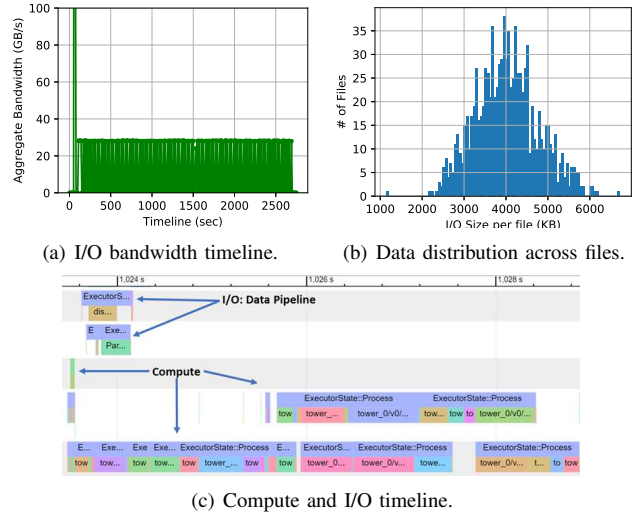 100
80
60
40
20
0
Aggregate Bandwidth (GB/s)
0 500 1000 1500 2000 2500
Timeline (sec)
(a) I/O bandwidth timeline.
35
30
25
20
15
10
5
0
# of Files
1000 2000 3000 4000 5000 6000
I/O Size per file (KB)
(b) Data distribution across files.
1,024 s 1,026 s 1,028 s
ExecutorS...
I/O: Data Pipeline
dis...
E Exe...
Par...
Compute
ExecutorState::Process ExecutorState::Process
tow tower_... tower_0/v0/... tow... tow to tower_0/v0/...
E... Exe... Exe Exe... ExecutorState::Process E... ExecutorS... ExecutorState::Process ExecutorState::Process
tow tow... tow tow... tow tower_... tow tow tower_0... tower_0/v... towe... tower_0/v... t... to tow
(c) Compute and I/O timeline.